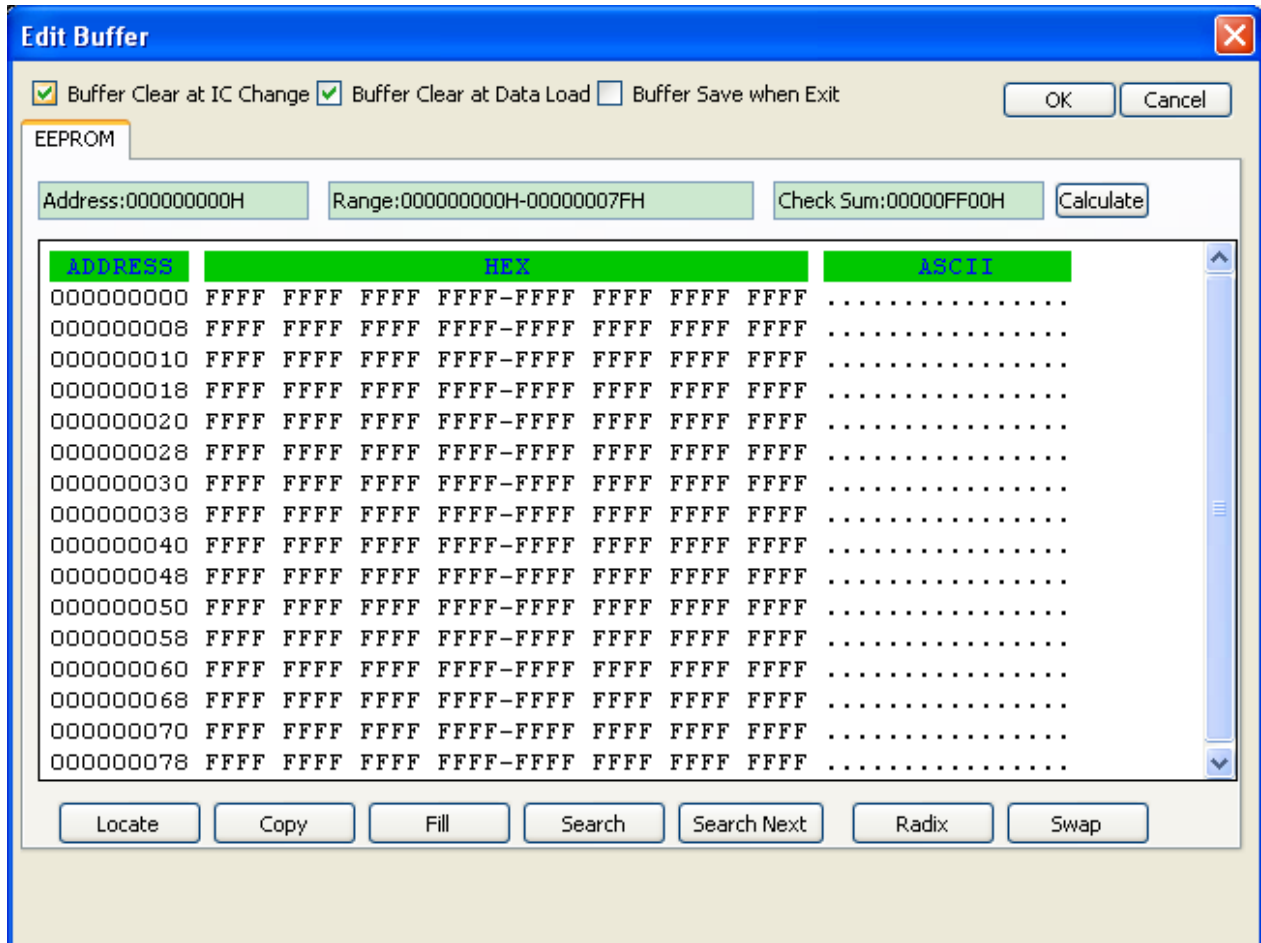 Edit Buffer
Buffer Clear at IC Change Buffer Clear at Data Load Buffer Save when Exit OK Cancel
EEPROM
Address:000000000H Range:000000000H-00000007FH Check Sum:00000FF00H Calculate
ADDRESS HEX ASCII
000000000 FFFF FFFF FFFF FFFF-FFFF FFFF FFFF FFFF ................
000000008 FFFF FFFF FFFF FFFF-FFFF FFFF FFFF FFFF ................
000000010 FFFF FFFF FFFF FFFF-FFFF FFFF FFFF FFFF ................
000000018 FFFF FFFF FFFF FFFF-FFFF FFFF FFFF FFFF ................
000000020 FFFF FFFF FFFF FFFF-FFFF FFFF FFFF FFFF ................
000000028 FFFF FFFF FFFF FFFF-FFFF FFFF FFFF FFFF ................
000000030 FFFF FFFF FFFF FFFF-FFFF FFFF FFFF FFFF ................
000000038 FFFF FFFF FFFF FFFF-FFFF FFFF FFFF FFFF ................
000000040 FFFF FFFF FFFF FFFF-FFFF FFFF FFFF FFFF ................
000000048 FFFF FFFF FFFF FFFF-FFFF FFFF FFFF FFFF ................
000000050 FFFF FFFF FFFF FFFF-FFFF FFFF FFFF FFFF ................
000000058 FFFF FFFF FFFF FFFF-FFFF FFFF FFFF FFFF ................
000000060 FFFF FFFF FFFF FFFF-FFFF FFFF FFFF FFFF ................
000000068 FFFF FFFF FFFF FFFF-FFFF FFFF FFFF FFFF ................
000000070 FFFF FFFF FFFF FFFF-FFFF FFFF FFFF FFFF ................
000000078 FFFF FFFF FFFF FFFF-FFFF FFFF FFFF FFFF ................
Locate Copy Fill Search Search Next Radix Swap